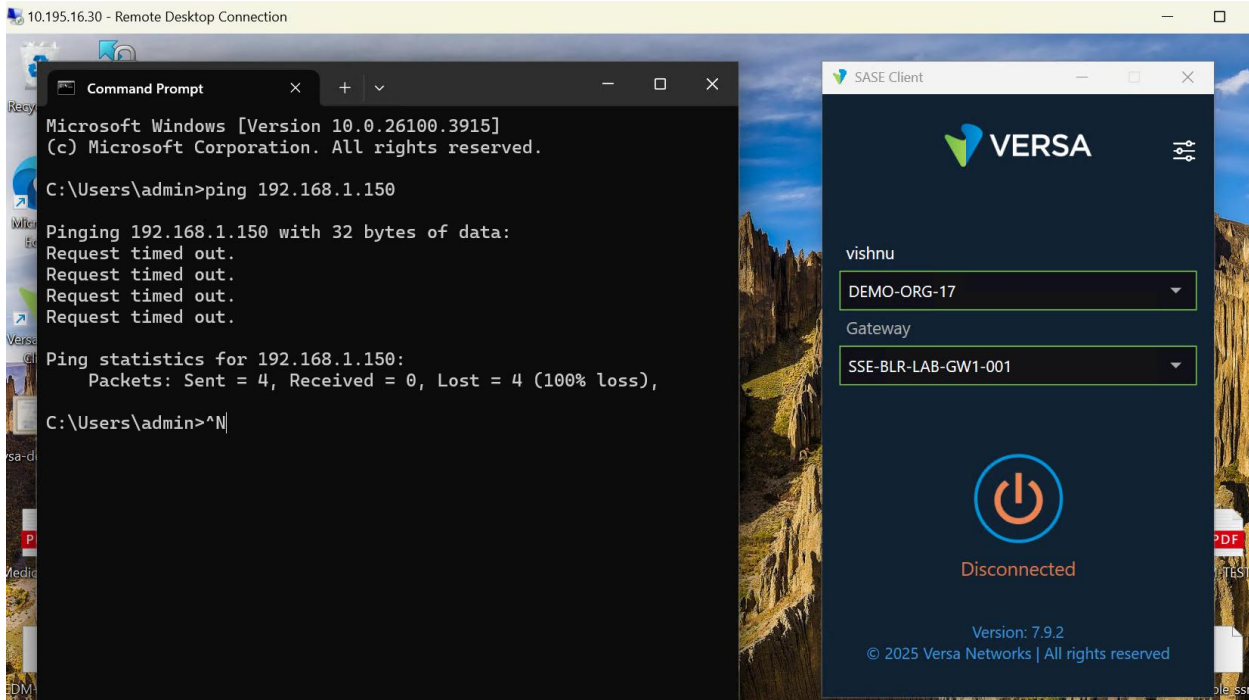 10.195.16.30 - Remote Desktop Connection
Command Prompt
Microsoft Windows [Version 10.0.26100.3915]
(c) Microsoft Corporation. All rights reserved.
C:\Users\admin>ping 192.168.1.150
Pinging 192.168.1.150 with 32 bytes of data:
Request timed out.
Request timed out.
Request timed out.
Request timed out.
Ping statistics for 192.168.1.150:
Packets: Sent = 4, Received = 0, Lost = 4 (100% loss),
C:\Users\admin>^N
SASE Client
VERSA
vishnu
DEMO-ORG-17
Gateway
SSE-BLR-LAB-GW1-001
Disconnected
Version: 7.9.2
© 2025 Versa Networks | All rights reserved
PDF